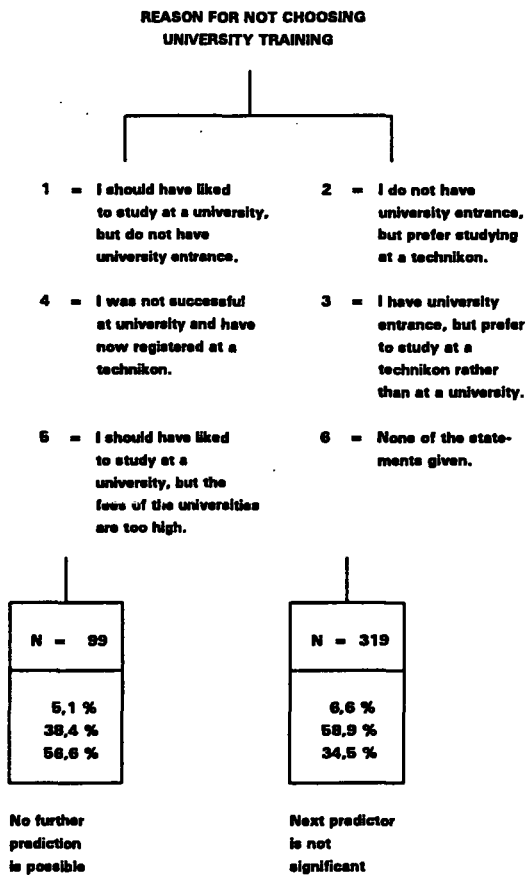 REASON FOR NOT CHOOSING
UNIVERSITY TRAINING
1 = I should have liked
to study at a university,
but do not have
university entrance.
2 = I do not have
university entrance,
but prefer studying
at a technikon.
4 = I was not successful
at university and have
now registered at a
technikon.
3 = I have university
entrance, but prefer
to study at a
technikon rather
than at a university.
5 = I should have liked
to study at a
university, but the
fees of the universities
are too high.
6 = None of the state-
ments given.
N = 99
5,1 %
38,4 %
56,6 %
N = 319
6,6 %
58,9 %
34,5 %
No further
prediction
is possible
Next predictor
is not
significant